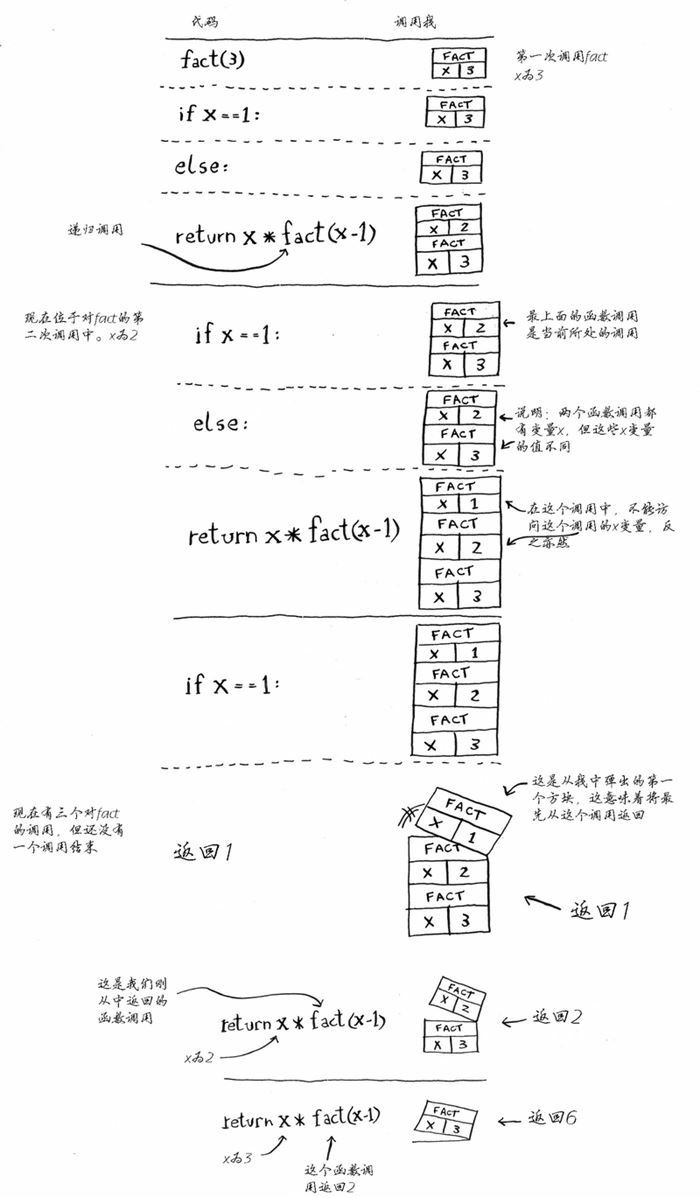 代码 调用栈
fact(3)
FACT
X 3
第一次调用fact
x为3
if x==1:
FACT
X 3
else:
FACT
X 3
递归调用
return x * fact(x-1)
FACT
X 2
FACT
X 3
现在位于对fact的第
二次调用中。x为2
if x==1:
FACT
X 2
FACT
X 3
最上面的函数调用
是当前所处的调用
else:
FACT
X 2
FACT
X 3
说明:两个函数调用都
有变量x,但这些x变量
的值不同
return x * fact(x-1)
FACT
X 1
FACT
X 2
FACT
X 3
在这个调用中,不能访
问这个调用的x变量,反
之亦然
if x==1:
FACT
X 1
FACT
X 2
FACT
X 3
现在有三个对fact
的调用,但还没有
一个调用结束
返回1
FACT
X 1
FACT
X 2
FACT
X 3
这是从栈中弹出的第一
个方块,这意味着将最
先从这个调用返回
返回1
这是我们刚
从中返回的
函数调用
return x * fact(x-1)
x为2
FACT
X 2
FACT
X 3
返回2
return x * fact(x-1)
x为3
这个函数调
用返回2
FACT
X 3
返回6